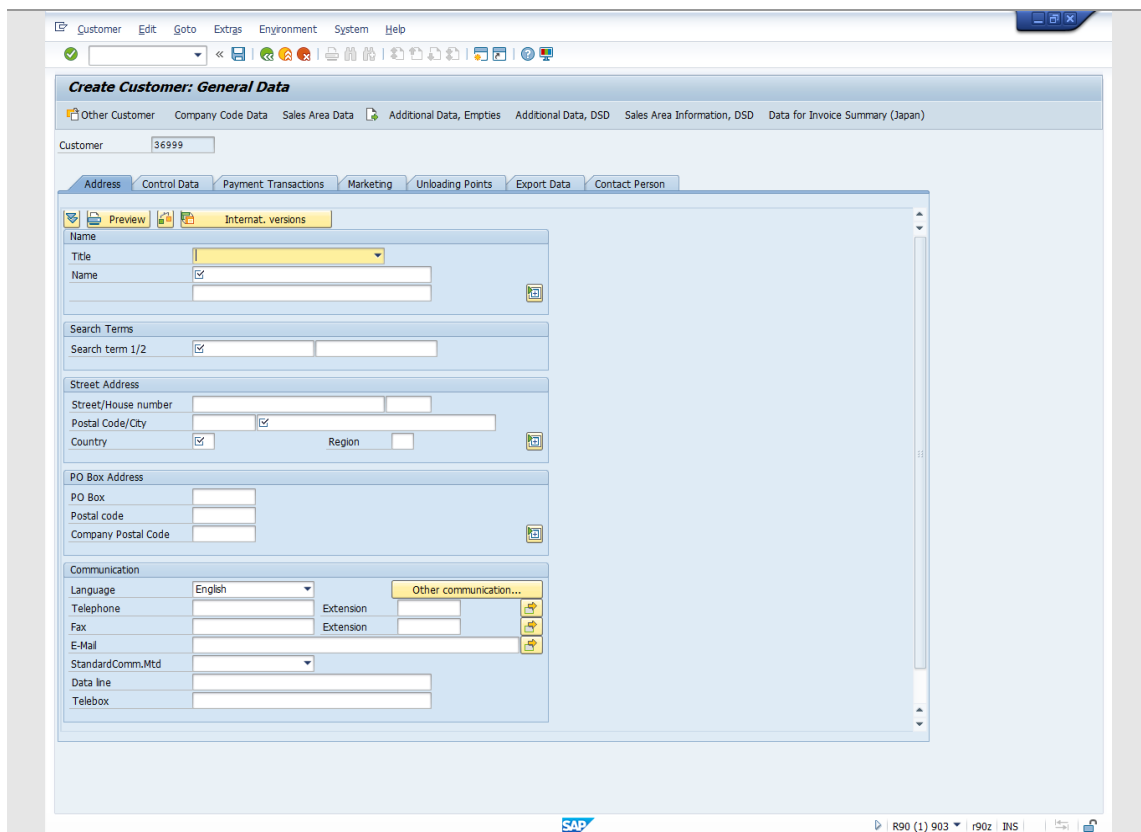 Customer Edit Goto Extras Environment System Help
Create Customer: General Data
Other Customer Company Code Data Sales Area Data Additional Data, Empties Additional Data, DSD Sales Area Information, DSD Data for Invoice Summary (Japan)
Customer 36999
Address Control Data Payment Transactions Marketing Unloading Points Export Data Contact Person
Preview Internat. versions
Name
Title
Name
Search Terms
Search term 1/2
Street Address
Street/House number
Postal Code/City
Country Region
PO Box Address
PO Box
Postal code
Company Postal Code
Communication
Language English Other communication...
Telephone Extension
Fax Extension
E-Mail
StandardComm.Mtd
Data line
Telebox
SAP R90 (1) 903 r90z INS